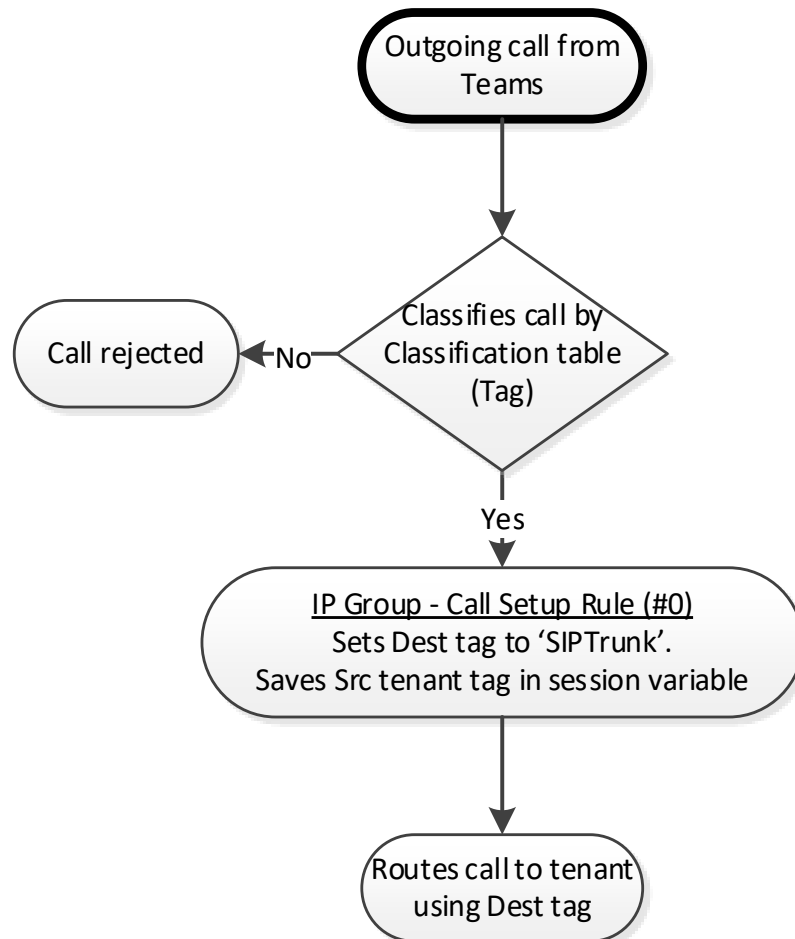 Outgoing call from
Teams
Classifies call by
Classification table
(Tag)
No
Call rejected
Yes
IP Group - Call Setup Rule (#0)
Sets Dest tag to ‘SIPTrunk’.
Saves Src tenant tag in session variable
Routes call to tenant
using Dest tag